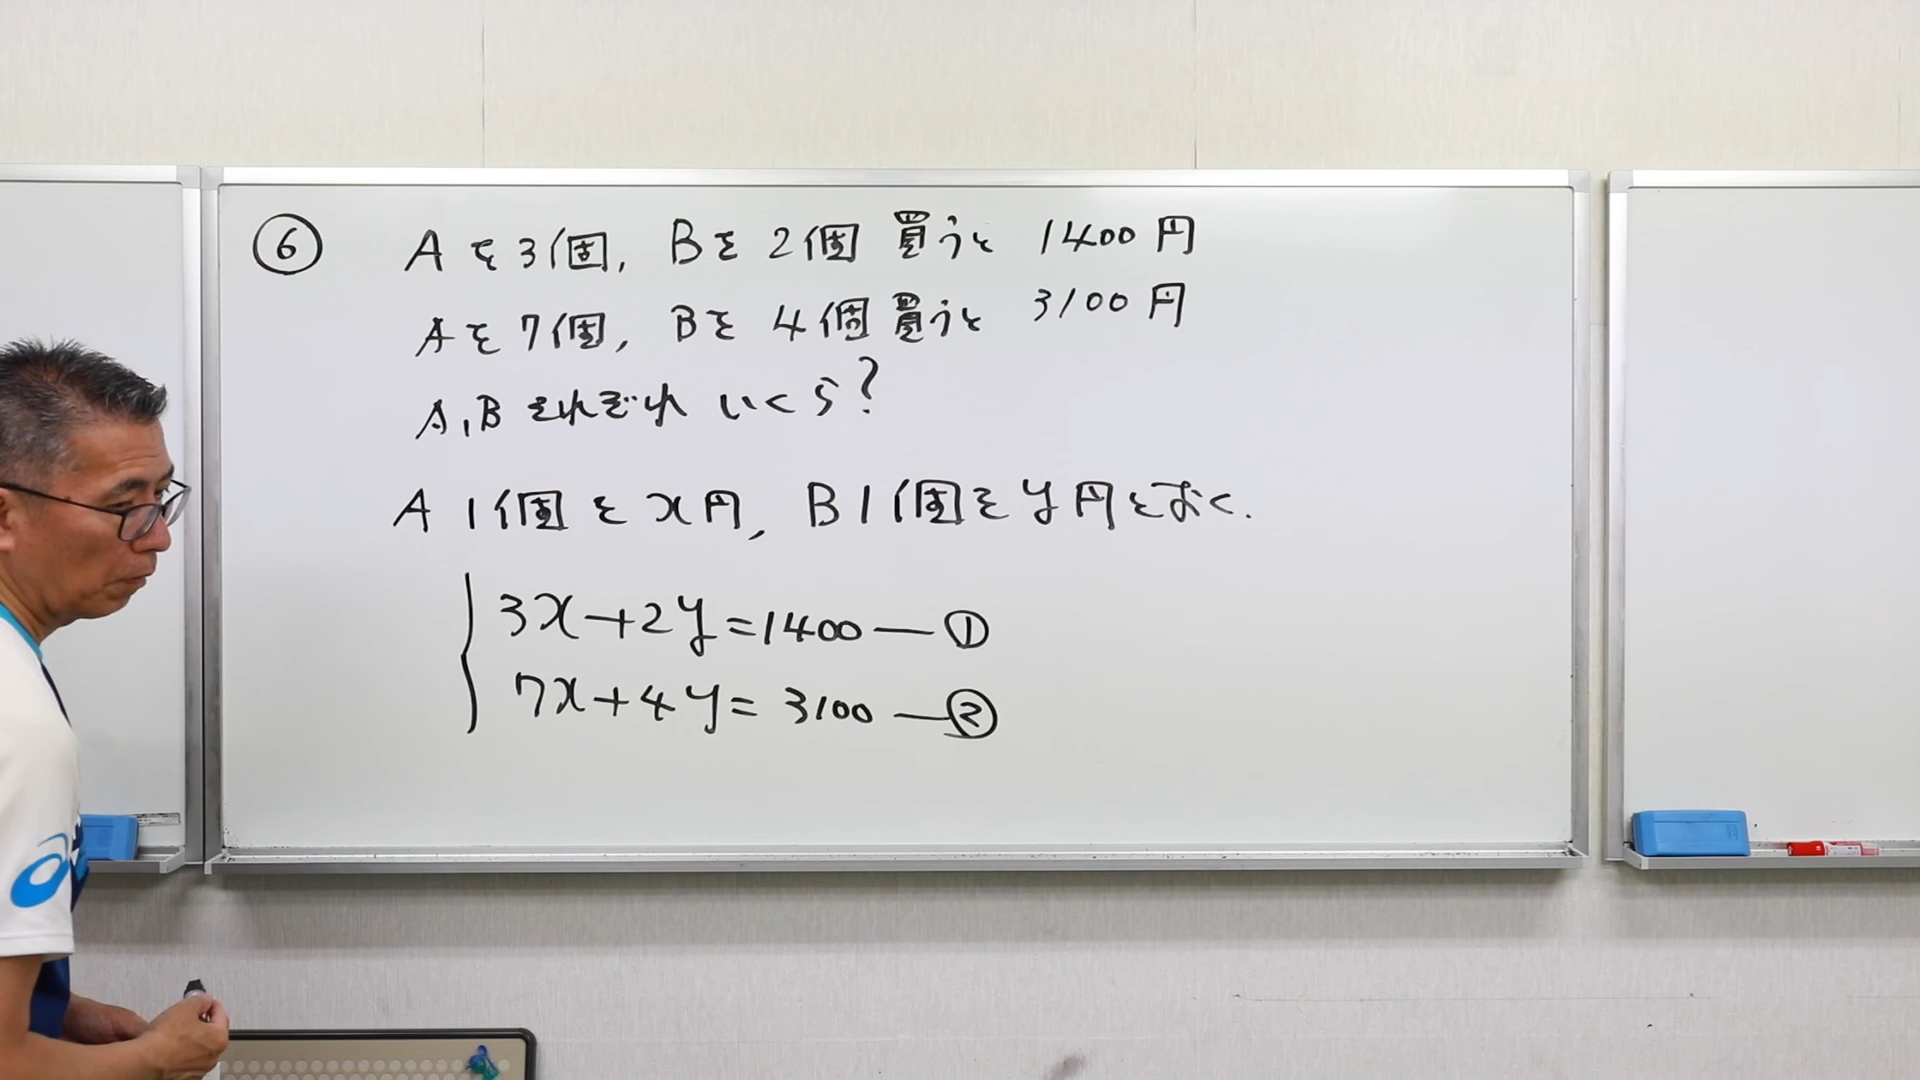 ⑥ Aを3個, Bを2個買うと 1400円
Aを7個, Bを4個買うと 3100円
A,B それぞれ いくら?
A 1個をx円, B 1個をy円とおく.
3x+2y=1400 — ①
7x+4y=3100 — ②